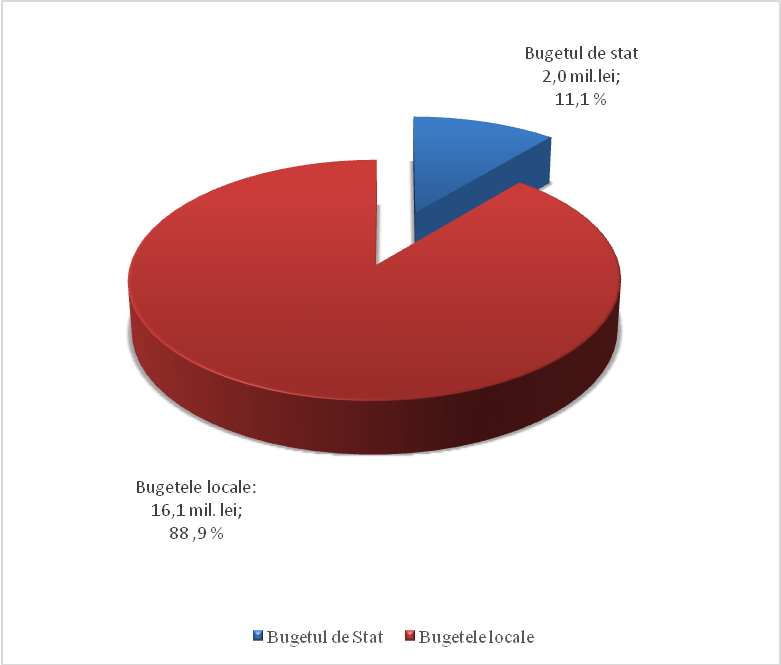 Bugetul de stat
2,0 mil.lei;
11,1 %
Bugetele locale:
16,1 mil. lei;
88 ,9 %
Bugetul de Stat
Bugetele locale